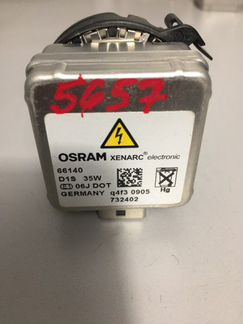 5657
OSRAM XENARC® electronic
66140
D1S 35W
06J DOT
GERMANY q4f3 0905
732402
Hg